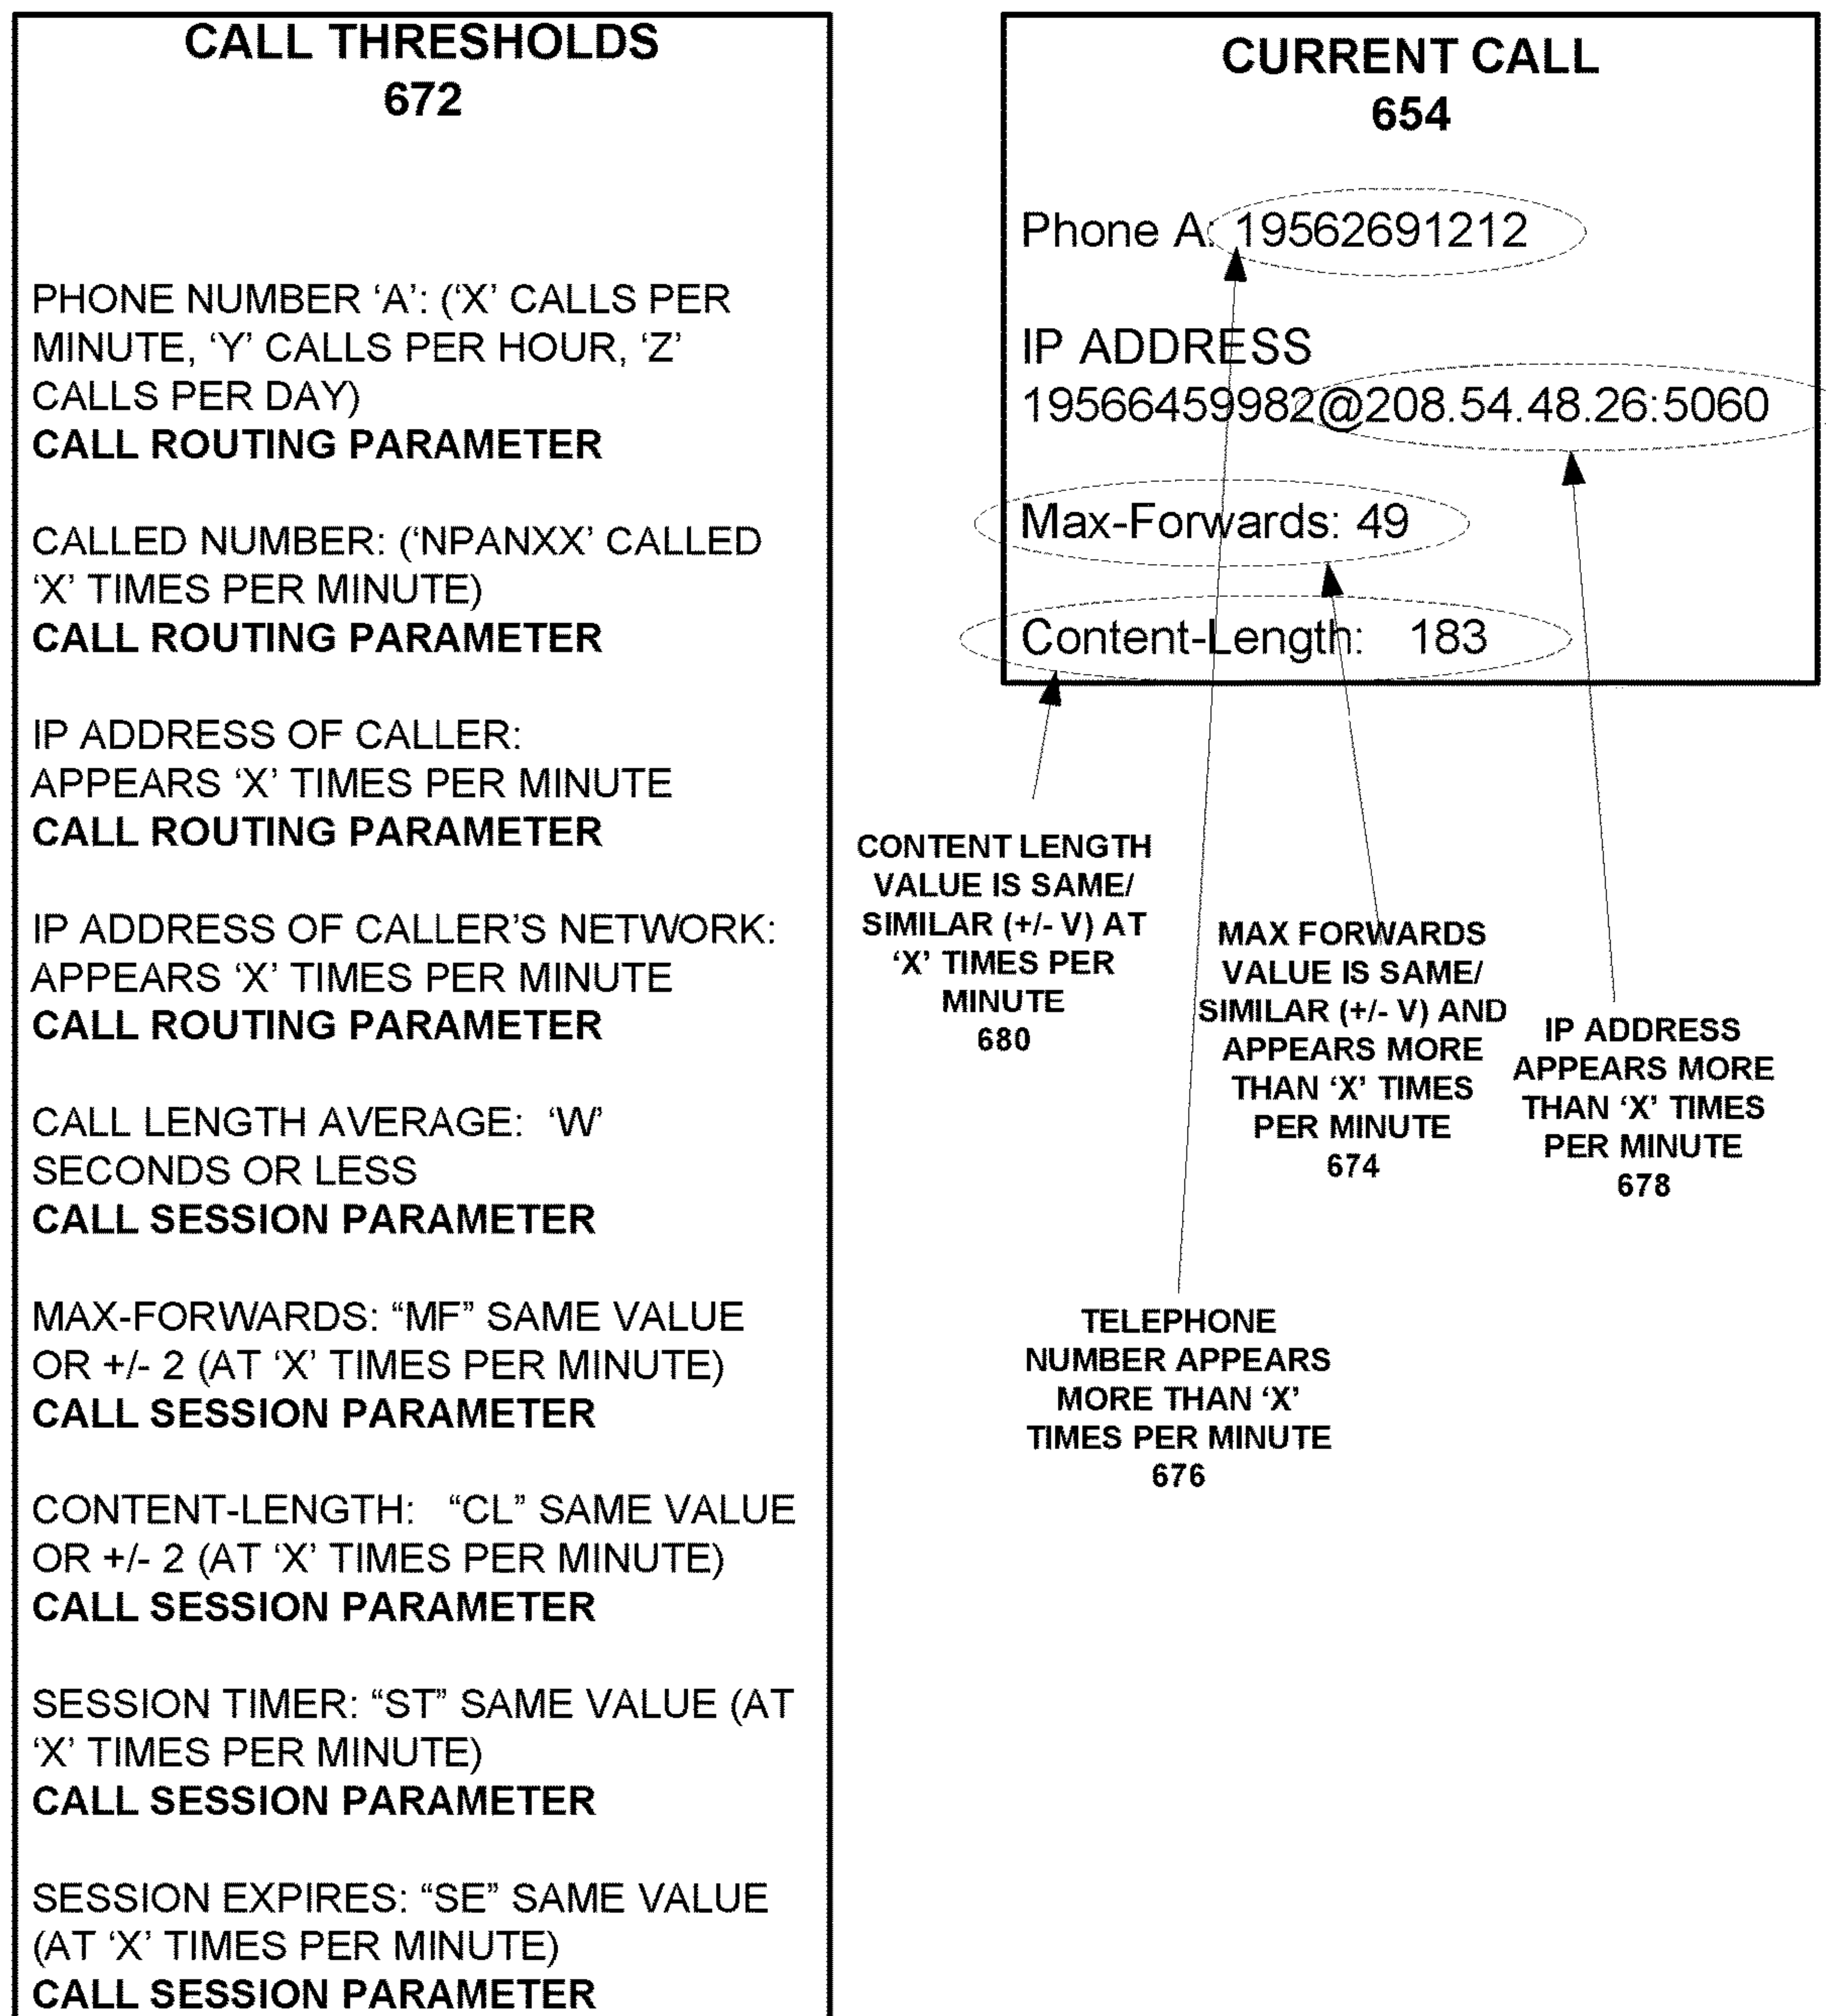 CALL THRESHOLDS
672
PHONE NUMBER ‘A’: (‘X’ CALLS PER
MINUTE, ‘Y’ CALLS PER HOUR, ‘Z’
CALLS PER DAY)
CALL ROUTING PARAMETER
CALLED NUMBER: (‘NPANXX’ CALLED
‘X’ TIMES PER MINUTE)
CALL ROUTING PARAMETER
IP ADDRESS OF CALLER:
APPEARS ‘X’ TIMES PER MINUTE
CALL ROUTING PARAMETER
IP ADDRESS OF CALLER’S NETWORK:
APPEARS ‘X’ TIMES PER MINUTE
CALL ROUTING PARAMETER
CALL LENGTH AVERAGE: ‘W’
SECONDS OR LESS
CALL SESSION PARAMETER
MAX-FORWARDS: “MF” SAME VALUE
OR +/- 2 (AT ‘X’ TIMES PER MINUTE)
CALL SESSION PARAMETER
CONTENT-LENGTH: “CL” SAME VALUE
OR +/- 2 (AT ‘X’ TIMES PER MINUTE)
CALL SESSION PARAMETER
SESSION TIMER: “ST” SAME VALUE (AT
‘X’ TIMES PER MINUTE)
CALL SESSION PARAMETER
SESSION EXPIRES: “SE” SAME VALUE
(AT ‘X’ TIMES PER MINUTE)
CALL SESSION PARAMETER
CURRENT CALL
654
Phone A: 19562691212
IP ADDRESS
19566459982@208.54.48.26:5060
Max-Forwards: 49
Content-Length: 183
CONTENT LENGTH
VALUE IS SAME/
SIMILAR (+/- V) AT
‘X’ TIMES PER
MINUTE
680
MAX FORWARDS
VALUE IS SAME/
SIMILAR (+/- V) AND
APPEARS MORE
THAN ‘X’ TIMES
PER MINUTE
674
IP ADDRESS
APPEARS MORE
THAN ‘X’ TIMES
PER MINUTE
678
TELEPHONE
NUMBER APPEARS
MORE THAN ‘X’
TIMES PER MINUTE
676